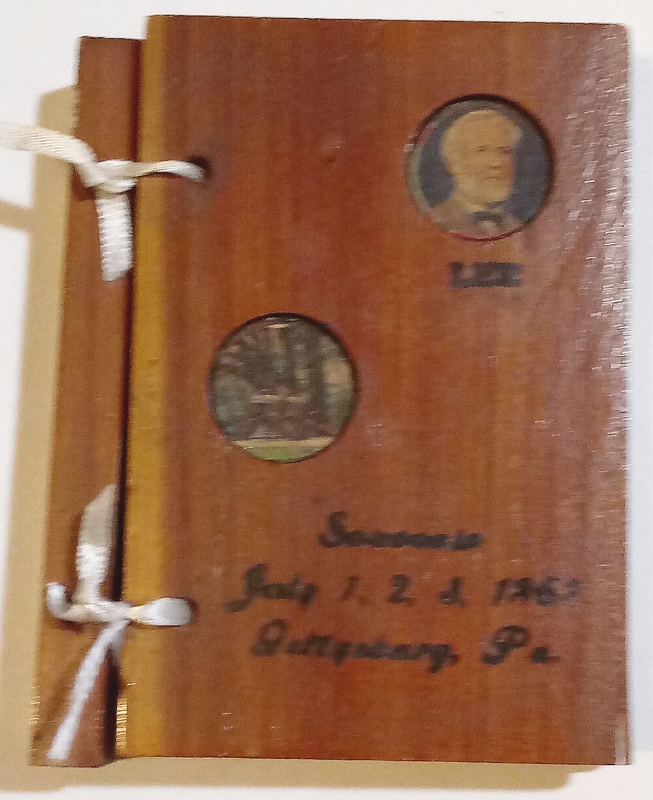 LEE
Souvenir
July 1, 2, 3, 1863
Gettysburg, Pa.